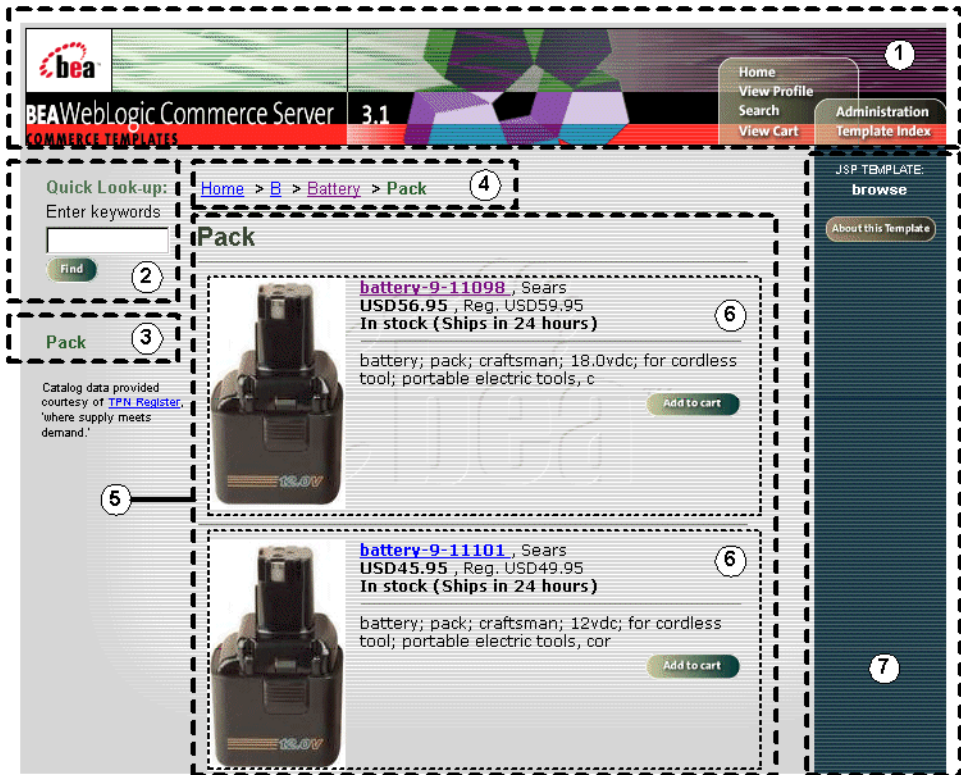 bea
BEAWebLogic Commerce Server 3.1
COMMERCE TEMPLATES
Home
View Profile
Search
View Cart
Administration
Template Index
1
Quick Look-up:
Enter keywords
Find
2
3
Pack
Catalog data provided
courtesy of TPN Register,
'where supply meets
demand.'
Home > B > Battery > Pack
4
Pack
battery-9-11098 , Sears
USD56.95 , Reg. USD59.95
In stock (Ships in 24 hours)
6
battery; pack; craftsman; 18.0vdc; for cordless
tool; portable electric tools, c
Add to cart
12.0V
bea
5
battery-9-11101 , Sears
USD45.95 , Reg. USD49.95
In stock (Ships in 24 hours)
6
battery; pack; craftsman; 12vdc; for cordless
tool; portable electric tools, cor
Add to cart
12.0V
JSP TEMPLATE:
browse
About this Template
7